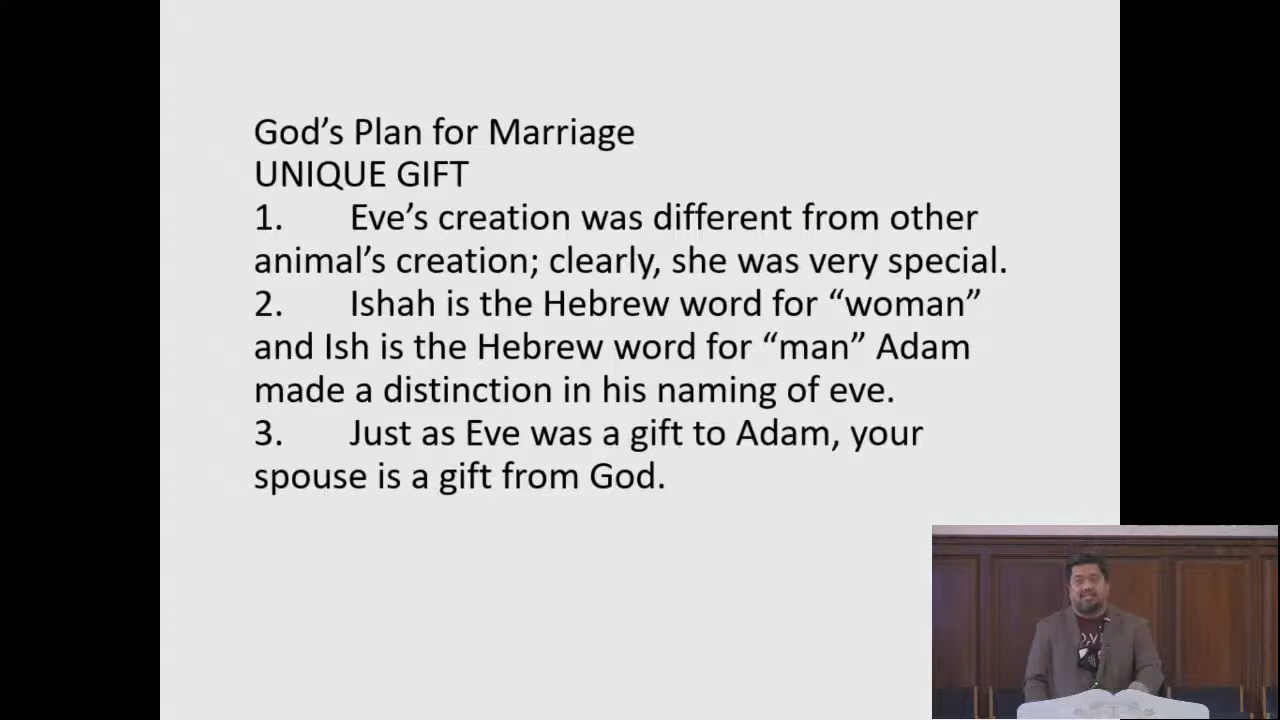 God’s Plan for Marriage
UNIQUE GIFT
1. Eve’s creation was different from other
animal’s creation; clearly, she was very special.
2. Ishah is the Hebrew word for “woman”
and Ish is the Hebrew word for “man” Adam
made a distinction in his naming of eve.
3. Just as Eve was a gift to Adam, your
spouse is a gift from God.